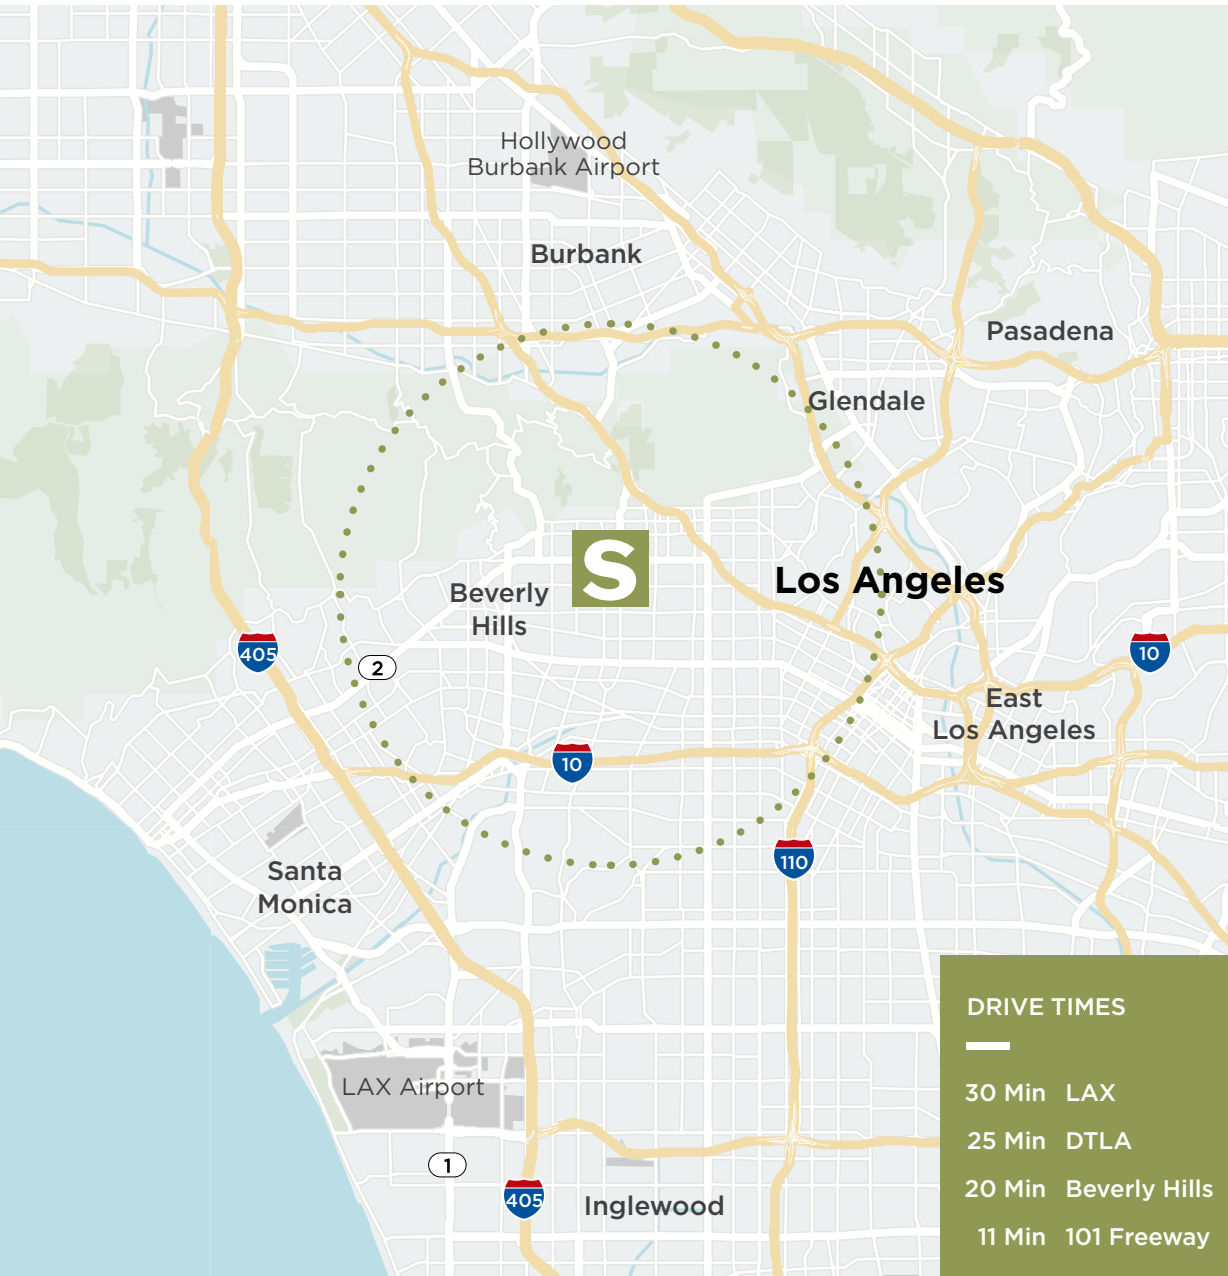 Hollywood
Burbank Airport
Burbank
Pasadena
Glendale
S
Los Angeles
Beverly
Hills
405
10
2
East
Los Angeles
10
110
Santa
Monica
DRIVE TIMES
30 Min LAX
25 Min DTLA
20 Min Beverly Hills
11 Min 101 Freeway
LAX Airport
1
405
Inglewood